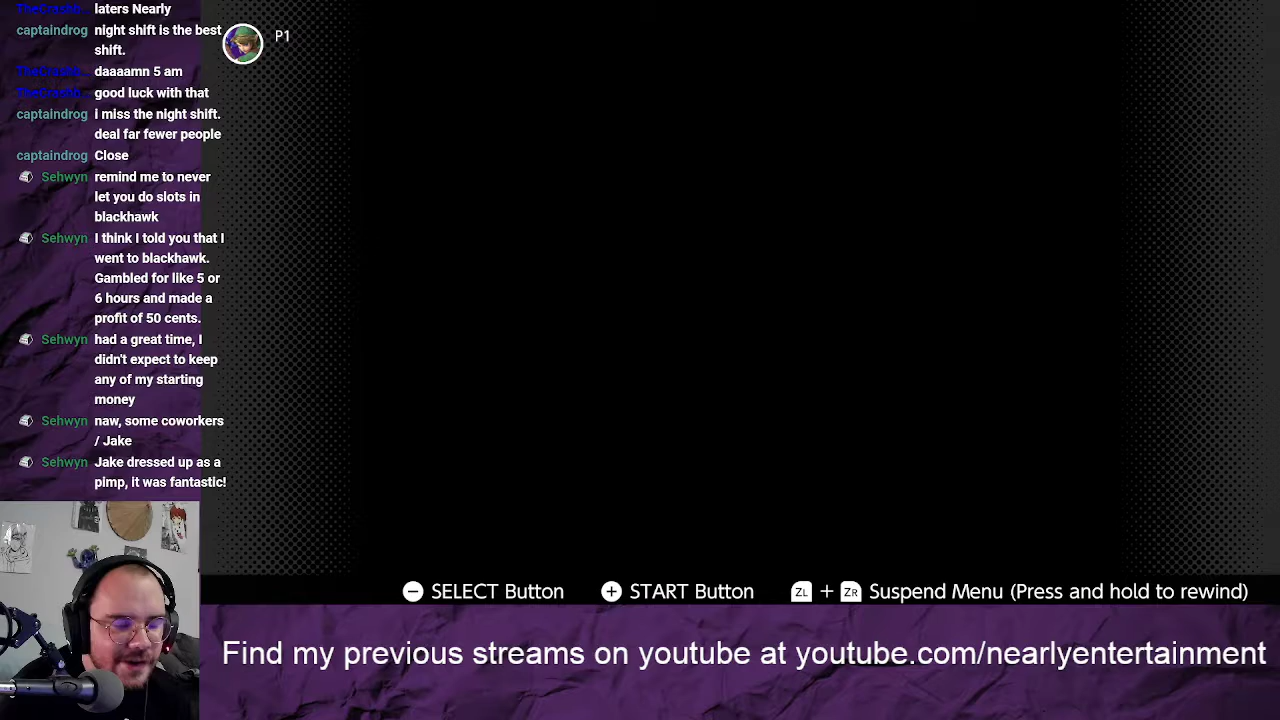 TheCrashb... laters Nearly
captaindrog night shift is the best
shift.
TheCrashb... daaaamn 5 am
TheCrashb... good luck with that
captaindrog I miss the night shift.
deal far fewer people
captaindrog Close
Sehwyn remind me to never
let you do slots in
blackhawk
Sehwyn I think I told you that I
went to blackhawk.
Gambled for like 5 or
6 hours and made a
profit of 50 cents.
Sehwyn had a great time, I
didn't expect to keep
any of my starting
money
Sehwyn naw, some coworkers
/ Jake
Sehwyn Jake dressed up as a
pimp, it was fantastic!
P1
SELECT Button START Button ZL + ZR Suspend Menu (Press and hold to rewind)
Find my previous streams on youtube at youtube.com/nearlyentertainment